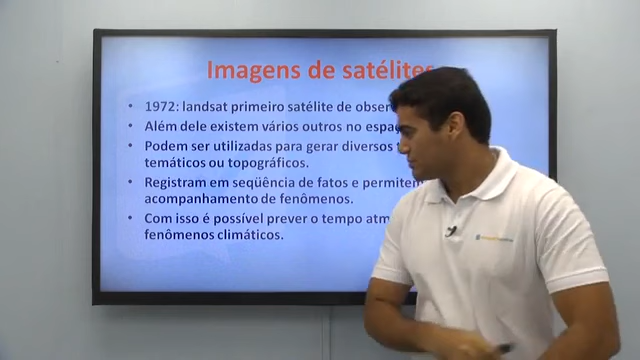 Imagens de satélites
• 1972: landsat primeiro satélite de obser
• Além dele existem vários outros no espaç
• Podem ser utilizadas para gerar diversos
temáticos ou topográficos.
• Registram em seqüência de fatos e permitem
acompanhamento de fenômenos.
• Com isso é possível prever o tempo atm
fenômenos climáticos.